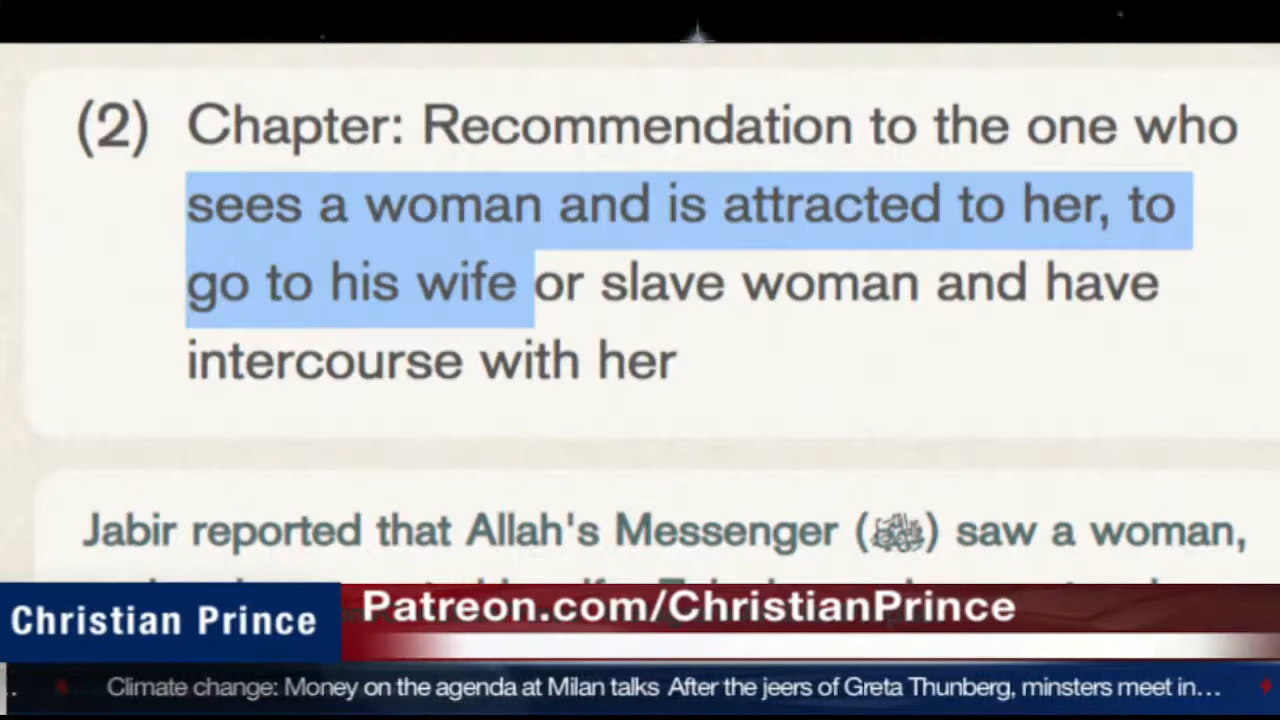 (2) Chapter: Recommendation to the one who
sees a woman and is attracted to her, to
go to his wife or slave woman and have
intercourse with her
Jabir reported that Allah's Messenger (ﷺ) saw a woman,
Christian Prince
Patreon.com/ChristianPrince
.. Climate change: Money on the agenda at Milan talks After the jeers of Greta Thunberg, minsters meet in...